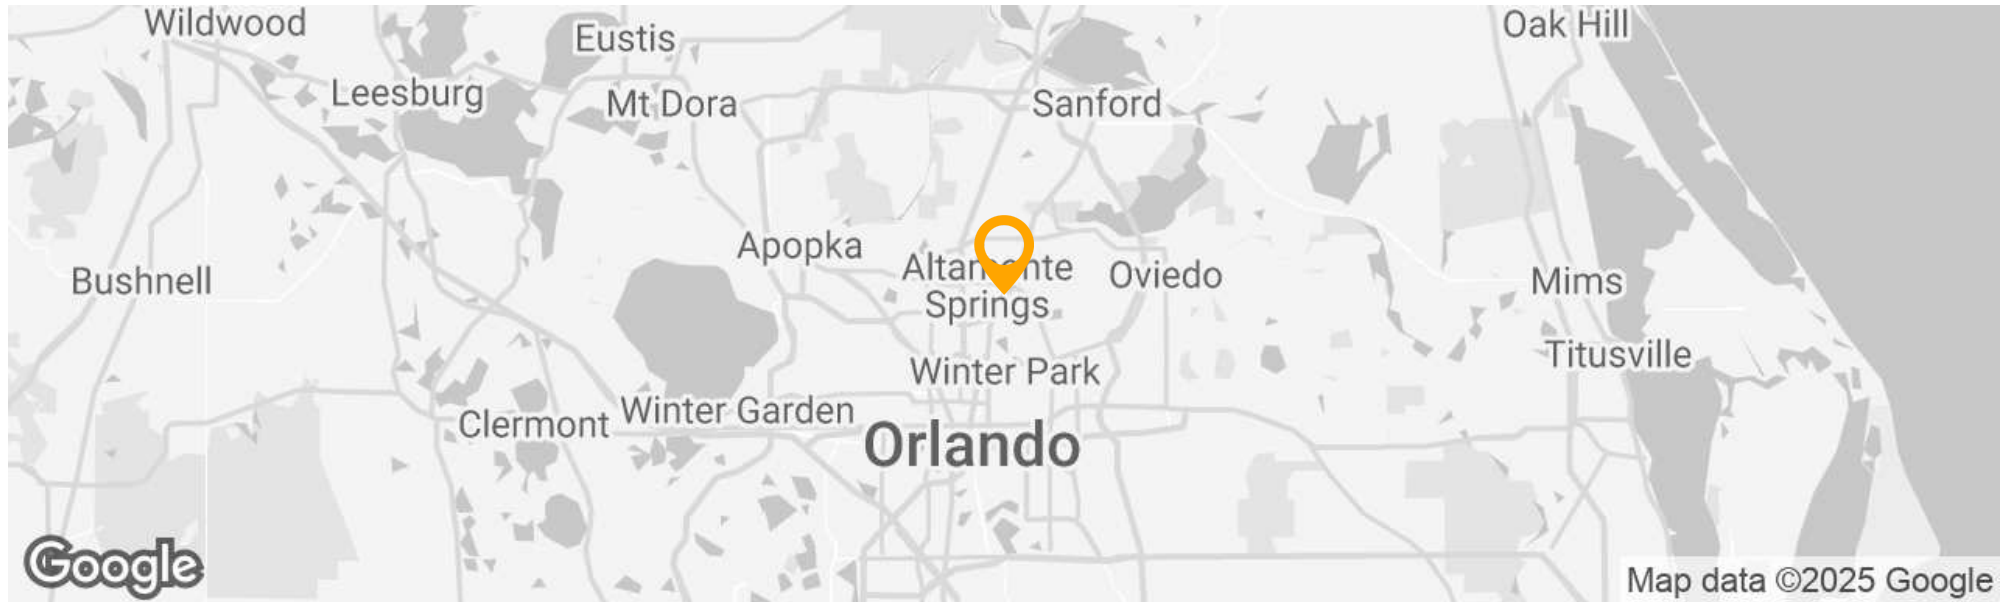 Wildwood
Eustis
Oak Hill
Leesburg
Mt Dora
Sanford
Apopka
Altamonte
Springs
Oviedo
Bushnell
Mims
Titusville
Winter Park
Clermont
Winter Garden
Orlando
Google
Map data ©2025 Google